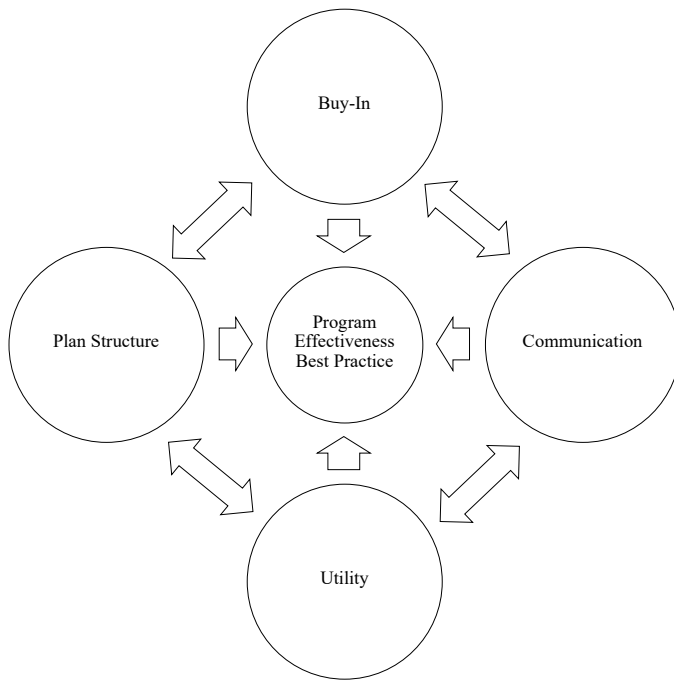 Buy-In
Plan Structure
Program
Effectiveness
Best Practice
Communication
Utility